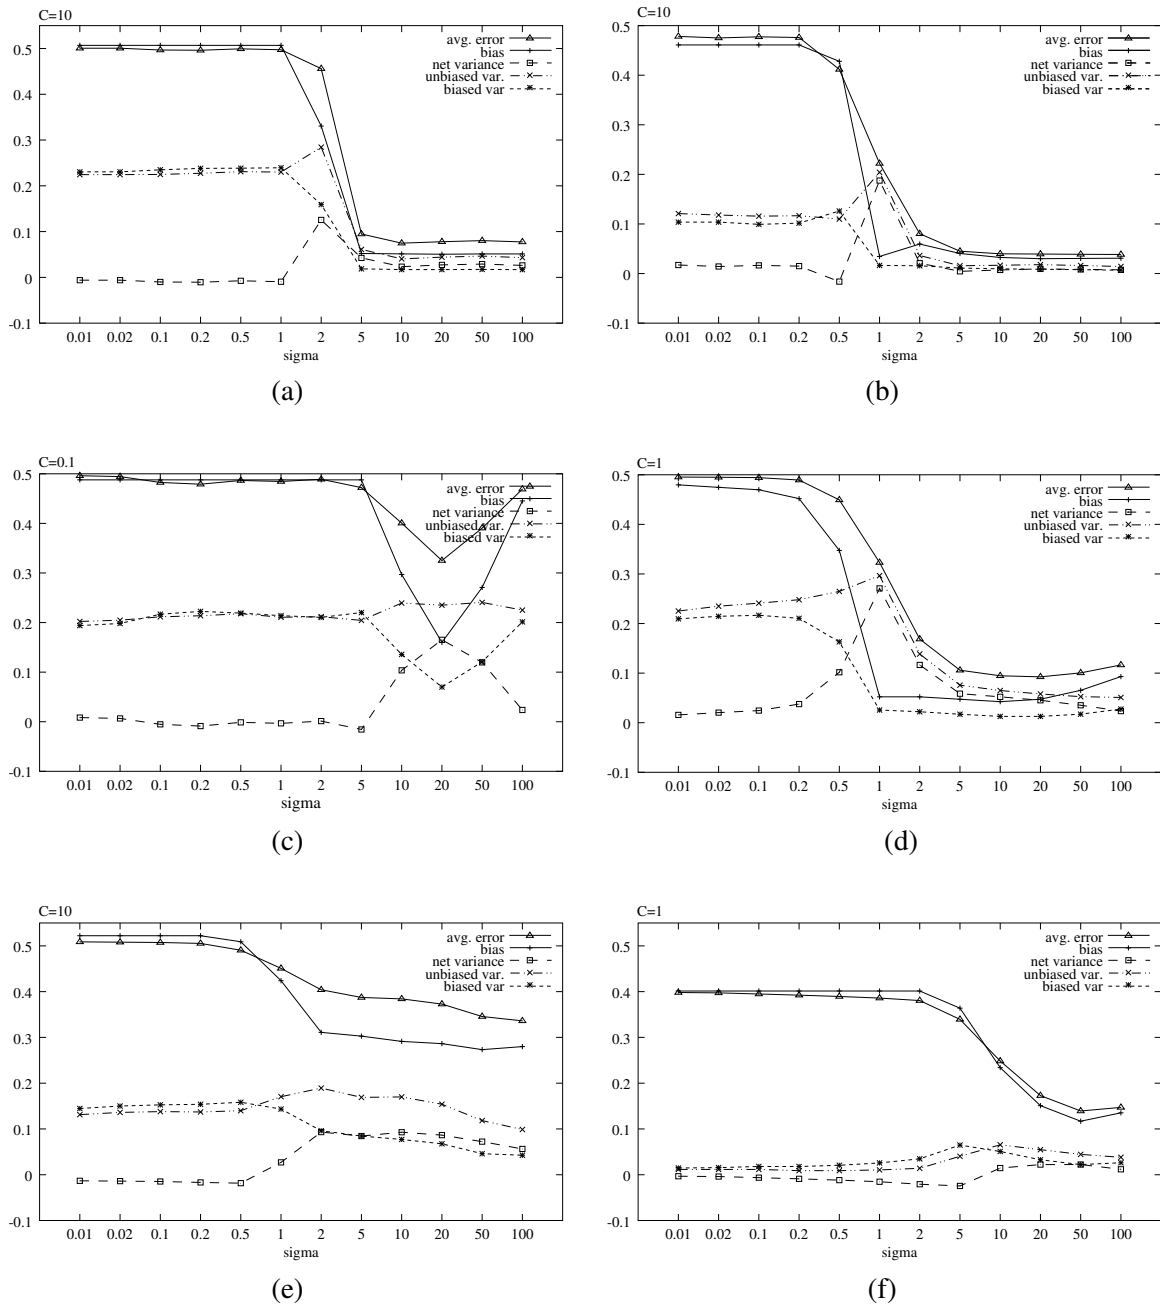 C=10
avg. error
bias
net variance
unbiased var.
biased var
0.5
0.4
0.3
0.2
0.1
0
-0.1
0.01 0.02 0.1 0.2 0.5 1 2 5 10 20 50 100
sigma
(a)
C=10
avg. error
bias
net variance
unbiased var.
biased var
0.5
0.4
0.3
0.2
0.1
0
-0.1
0.01 0.02 0.1 0.2 0.5 1 2 5 10 20 50 100
sigma
(b)
C=0.1
avg. error
bias
net variance
unbiased var.
biased var
0.5
0.4
0.3
0.2
0.1
0
-0.1
0.01 0.02 0.1 0.2 0.5 1 2 5 10 20 50 100
sigma
(c)
C=1
avg. error
bias
net variance
unbiased var.
biased var
0.5
0.4
0.3
0.2
0.1
0
-0.1
0.01 0.02 0.1 0.2 0.5 1 2 5 10 20 50 100
sigma
(d)
C=10
avg. error
bias
net variance
unbiased var.
biased var
0.5
0.4
0.3
0.2
0.1
0
-0.1
0.01 0.02 0.1 0.2 0.5 1 2 5 10 20 50 100
sigma
(e)
C=1
avg. error
bias
net variance
unbiased var.
biased var
0.5
0.4
0.3
0.2
0.1
0
-0.1
0.01 0.02 0.1 0.2 0.5 1 2 5 10 20 50 100
sigma
(f)